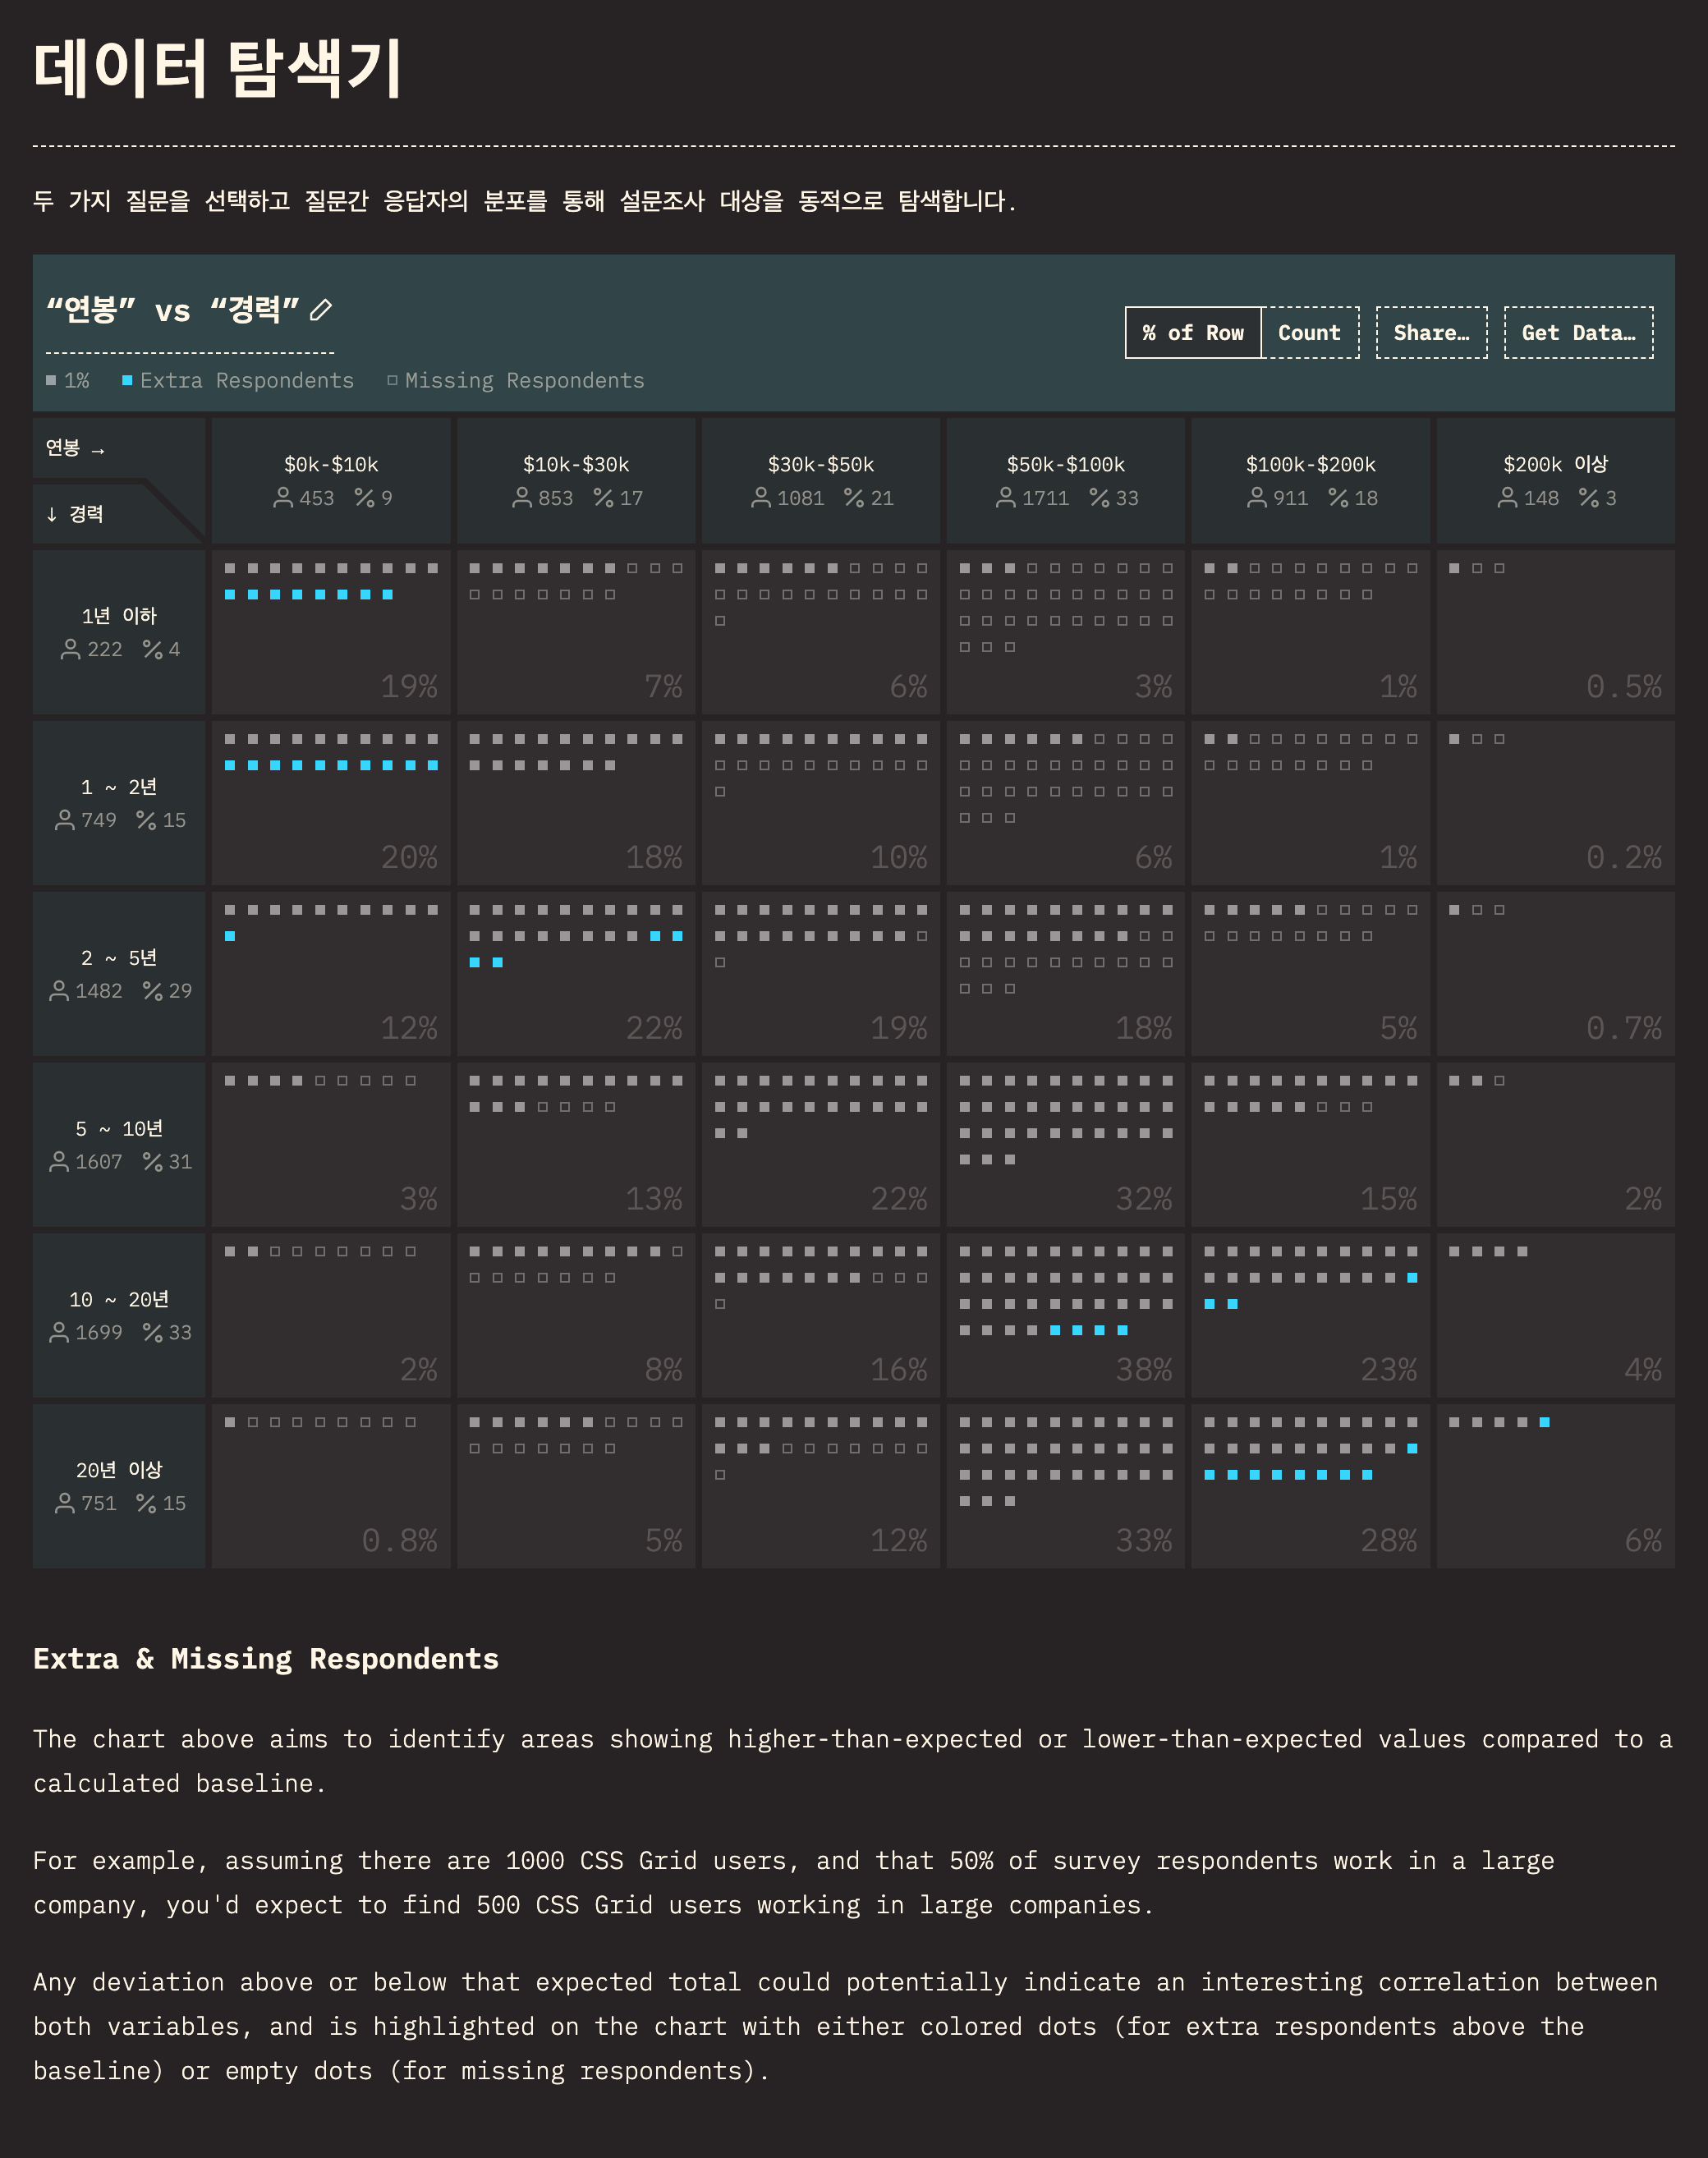 데이터 탐색기
두 가지 질문을 선택하고 질문간 응답자의 분포를 통해 설문조사 대상을 동적으로 탐색합니다.
“연봉” vs “경력”
% of Row Count Share… Get Data…
1% Extra Respondents Missing Respondents
연봉 →
↓ 경력
$0k-$10k
453 % 9
$10k-$30k
853 % 17
$30k-$50k
1081 % 21
$50k-$100k
1711 % 33
$100k-$200k
911 % 18
$200k 이상
148 % 3
1년 이하
222 % 4
19% 7% 6% 3% 1% 0.5%
1 ~ 2년
749 % 15
20% 18% 10% 6% 1% 0.2%
2 ~ 5년
1482 % 29
12% 22% 19% 18% 5% 0.7%
5 ~ 10년
1607 % 31
3% 13% 22% 32% 15% 2%
10 ~ 20년
1699 % 33
2% 8% 16% 38% 23% 4%
20년 이상
751 % 15
0.8% 5% 12% 33% 28% 6%
Extra & Missing Respondents
The chart above aims to identify areas showing higher-than-expected or lower-than-expected values compared to a
calculated baseline.
For example, assuming there are 1000 CSS Grid users, and that 50% of survey respondents work in a large
company, you'd expect to find 500 CSS Grid users working in large companies.
Any deviation above or below that expected total could potentially indicate an interesting correlation between
both variables, and is highlighted on the chart with either colored dots (for extra respondents above the
baseline) or empty dots (for missing respondents).